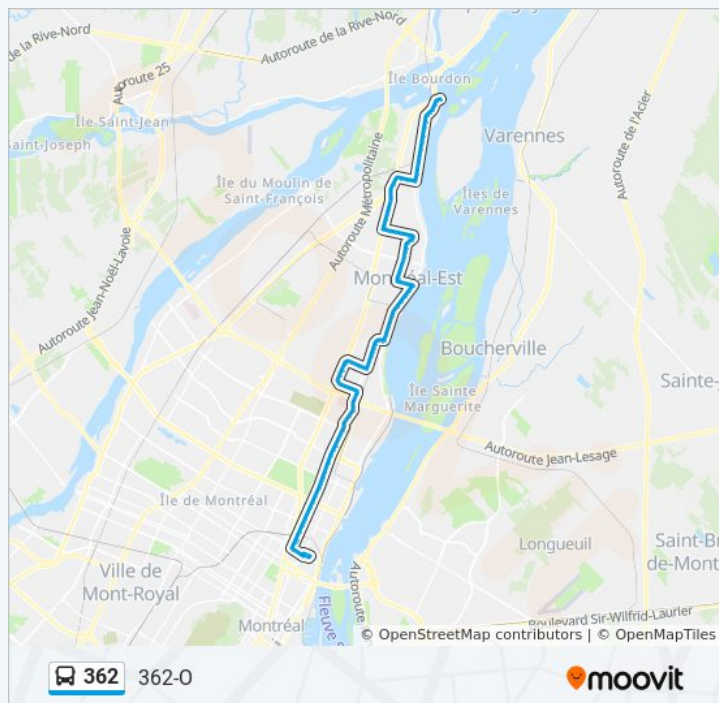 Autoroute de la Rive-Nord
de la Rive-Nord
Autoroute 25
Île Bourdon
Île-Saint-Jean
Saint-Joseph
Varennes
Autoroute de l'Acier
Autoroute Métropolitaine
Île du Moulin de
Saint-François
Îles de
Varennes
Autoroute Jean-Noël-Lavoie
Montréal-Est
Boucherville
Île Sainte
Marguerite
Sainte-J
Autoroute Jean-Lesage
Île de Montréal
Longueuil
Saint-Br
de-Mont
Ville de
Mont-Royal
Autoroute
Fleuve S
Montréal
Boulevard Sir-Wilfrid-Laurier
© OpenStreetMap contributors | © OpenMapTiles
362 362-O
moovit